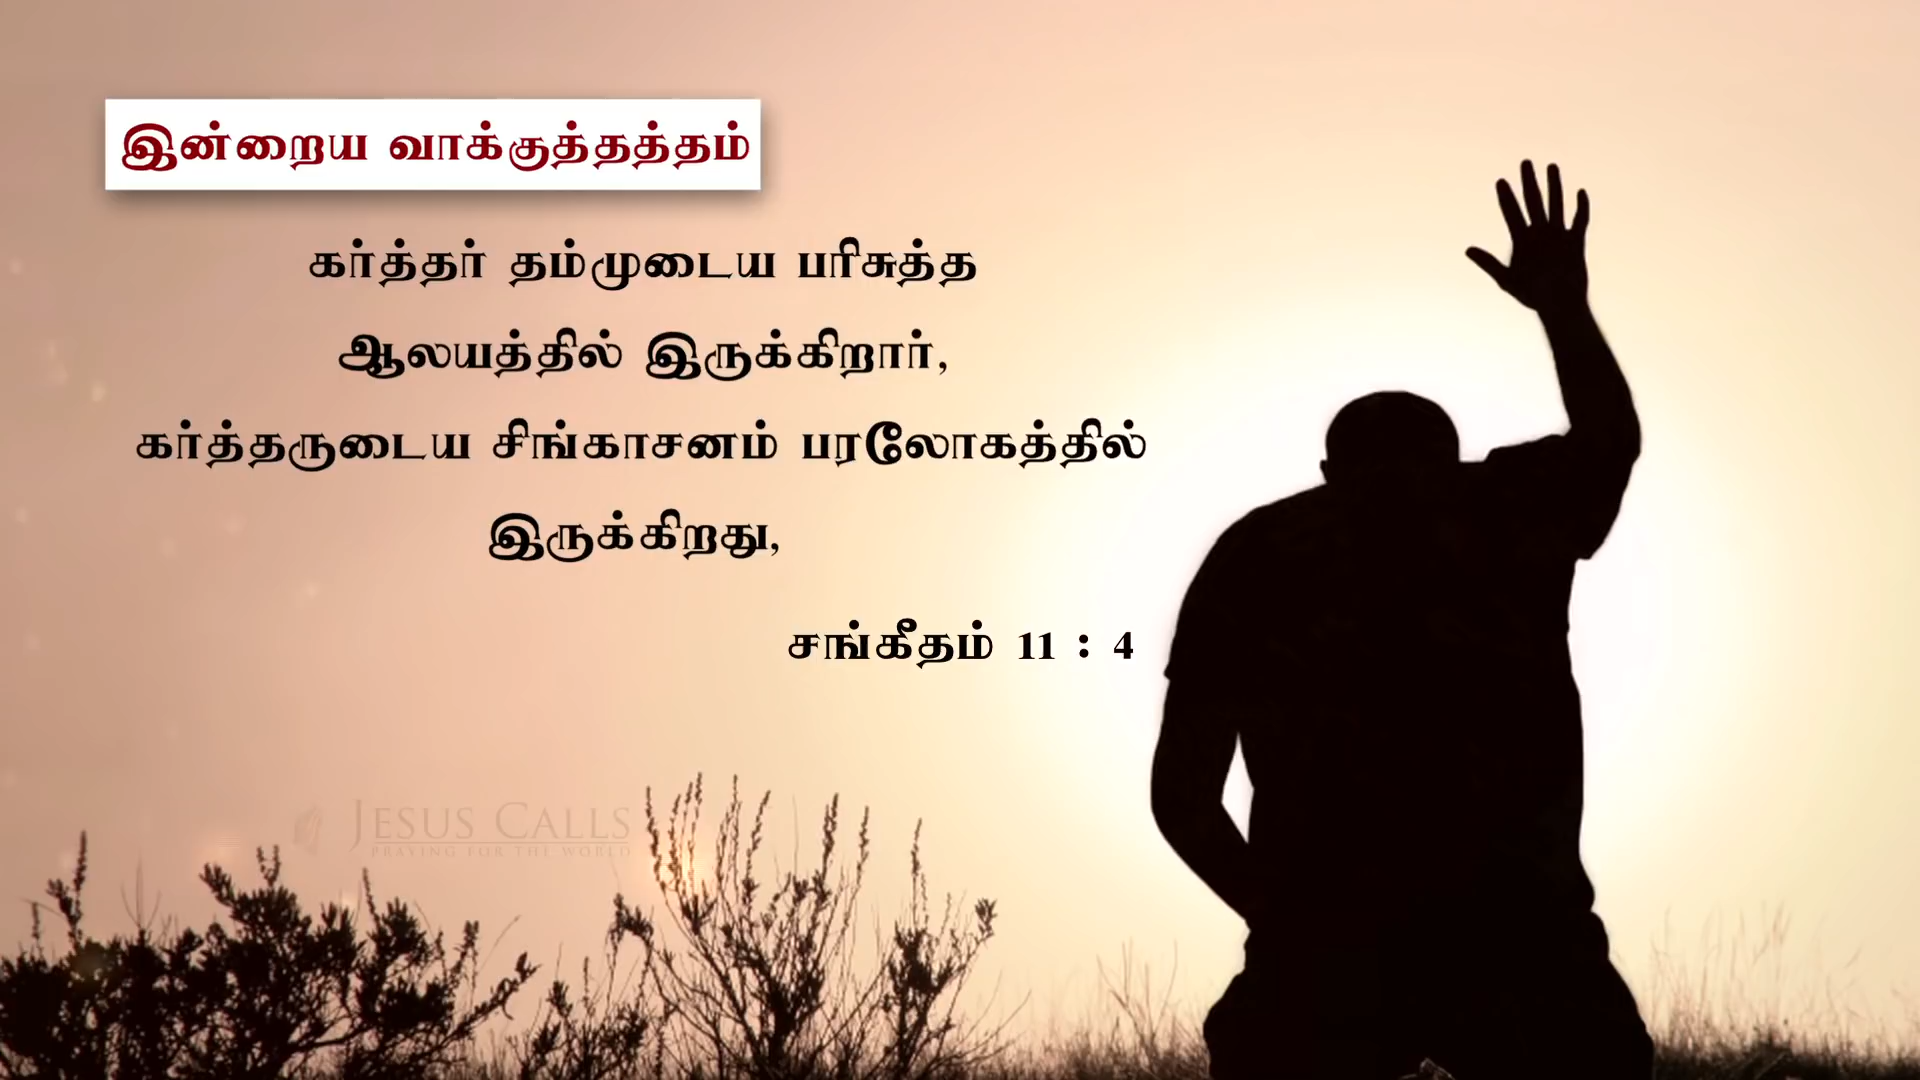 இன்றைய வாக்குத்தத்தம்
கர்த்தர் தம்முடைய பரிசுத்த
ஆலயத்தில் இருக்கிறார்,
கர்த்தருடைய சிங்காசனம் பரலோகத்தில்
இருக்கிறது,
சங்கீதம் 11 : 4
JESUS CALLS
PRAYING FOR THE WORLD